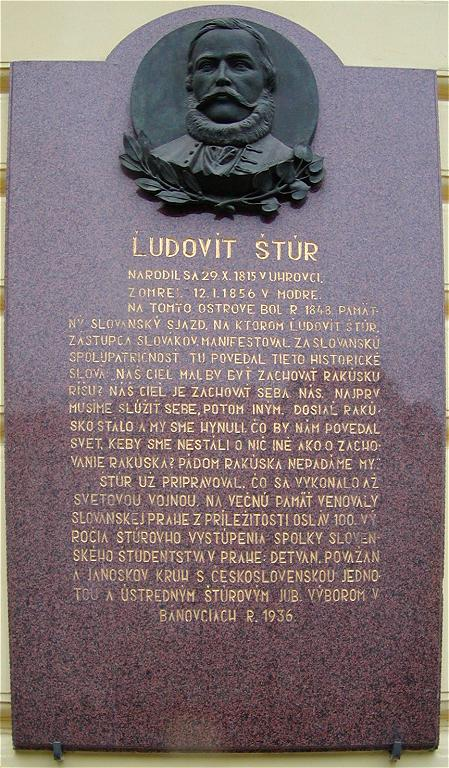 ĽUDOVÍT ŠTÚR
NARODIL SA 29.X.1815 V UHROVCI.
ZOMREL 12.I.1856 V MODRE.
NA TOMTO OSTROVE BOL R. 1848. PAMÄT-
NÝ SLOVANSKÝ SJAZD, NA KTOROM ĽUDOVÍT ŠTÚR,
ZÁSTUPCA SLOVÁKOV, MANIFESTOVAL ZA SLOVANSKÚ
SPOLUPATRIČNOSŤ. TU POVEDAL TIETO HISTORICKÉ
SLOVÁ: NÁŠ CIEĽ MAL BY BYŤ ZACHOVAŤ RAKÚSKU
RÍŠU? NÁŠ CIEĽ JE ZACHOVAŤ SEBA NÁS. NAJPRV
MUSÍME SLÚŽIŤ SEBE, POTOM INÝM. DOSIAĽ RAKÚ-
SKO STÁLO A MY SME HYNULI. ČO BY NÁM POVEDAL
SVET, KEBY SME NESTÁLI O NIČ INÉ AKO O ZACHO-
VANIE RAKÚSKA? PÁDOM RAKÚSKA NEPADÁME MY."
ŠTÚR UŽ PRIPRAVOVAL, ČO SA VYKONALO AŽ
SVETOVOU VOJNOU. NA VEČNÚ PAMÄŤ VENOVALY
SLOVANSKEJ PRAHE Z PRÍLEŽITOSTI OSLÁV 100. VÝ
ROČIA ŠTÚROVHO VYSTÚPENIA SPOLKY SLOVEN-
SKÉHO ŠTUDENTSTVA V PRAHE: DETVAN, POVAŽAN
A JÁNOŠKOV KRUH S ČESKOSLOVENSKOU JEDNO-
TOU A ÚSTREDNÝM ŠTÚROVÝM JUB. VÝBOROM V
BÁNOVCIACH R. 1936.